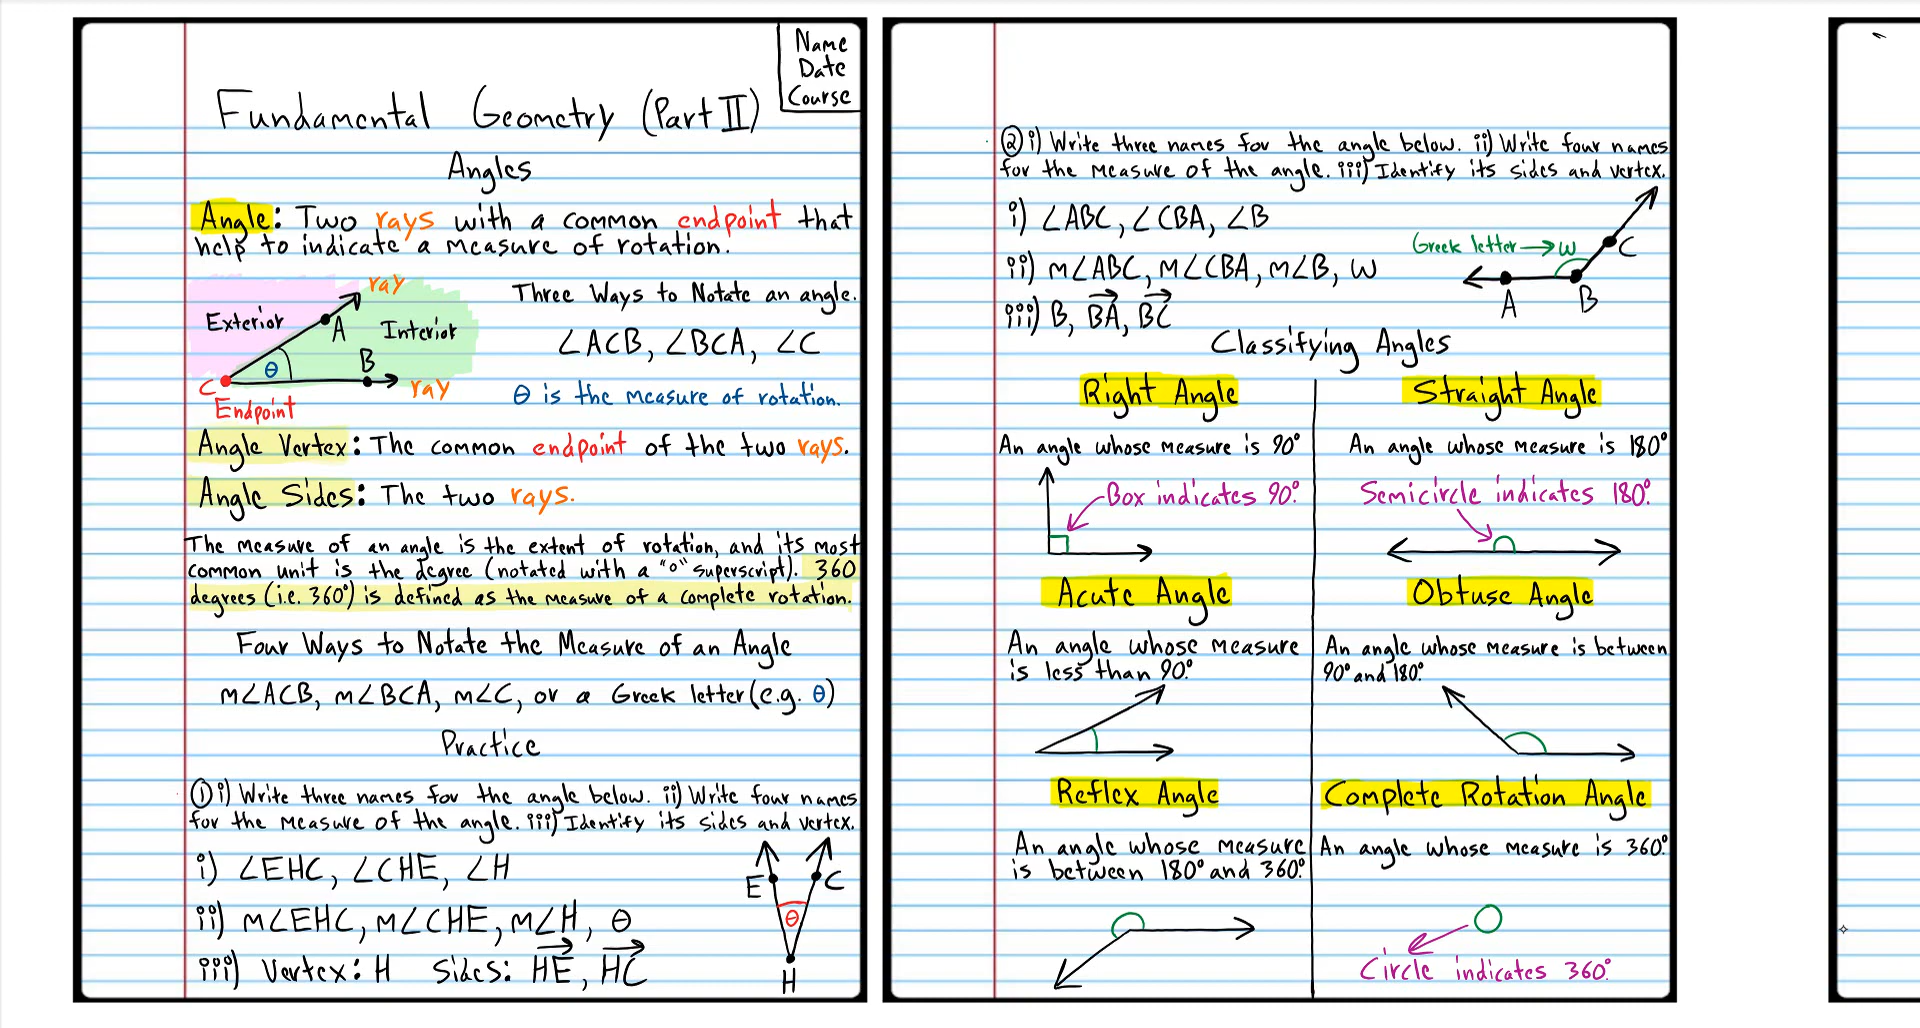 Name
Date
Course
Fundamental Geometry (Part II)
Angles
Angle: Two rays with a common endpoint that
help to indicate a measure of rotation.
ray
Exterior
A
Interior
θ
B
C
ray
Endpoint
Three Ways to Notate an angle.
∠ACB, ∠BCA, ∠C
θ is the measure of rotation.
Angle Vertex: The common endpoint of the two rays.
Angle Sides: The two rays.
The measure of an angle is the extent of rotation, and its most
common unit is the degree (notated with a "o" superscript). 360
degrees (i.e. 360°) is defined as the measure of a complete rotation.
Four Ways to Notate the Measure of an Angle
m∠ACB, m∠BCA, m∠C, or a Greek letter (e.g. θ)
Practice
① i) Write three names for the angle below. ii) Write four names
for the measure of the angle. iii) Identify its sides and vertex.
i) ∠EHC, ∠CHE, ∠H
ii) m∠EHC, m∠CHE, m∠H, θ
iii) Vertex: H Sides: HE→, HC→
E
C
θ
H
② i) Write three names for the angle below. ii) Write four names
for the measure of the angle. iii) Identify its sides and vertex.
i) ∠ABC, ∠CBA, ∠B
ii) m∠ABC, m∠CBA, m∠B, ω
iii) B, BA→, BC→
Greek letter → ω
C
A
B
Classifying Angles
Right Angle
An angle whose measure is 90°
Box indicates 90°.
Straight Angle
An angle whose measure is 180°
Semicircle indicates 180°.
Acute Angle
An angle whose measure
is less than 90°.
Obtuse Angle
An angle whose measure is between
90° and 180°.
Reflex Angle
An angle whose measure
is between 180° and 360°.
Complete Rotation Angle
An angle whose measure is 360°.
Circle indicates 360°.